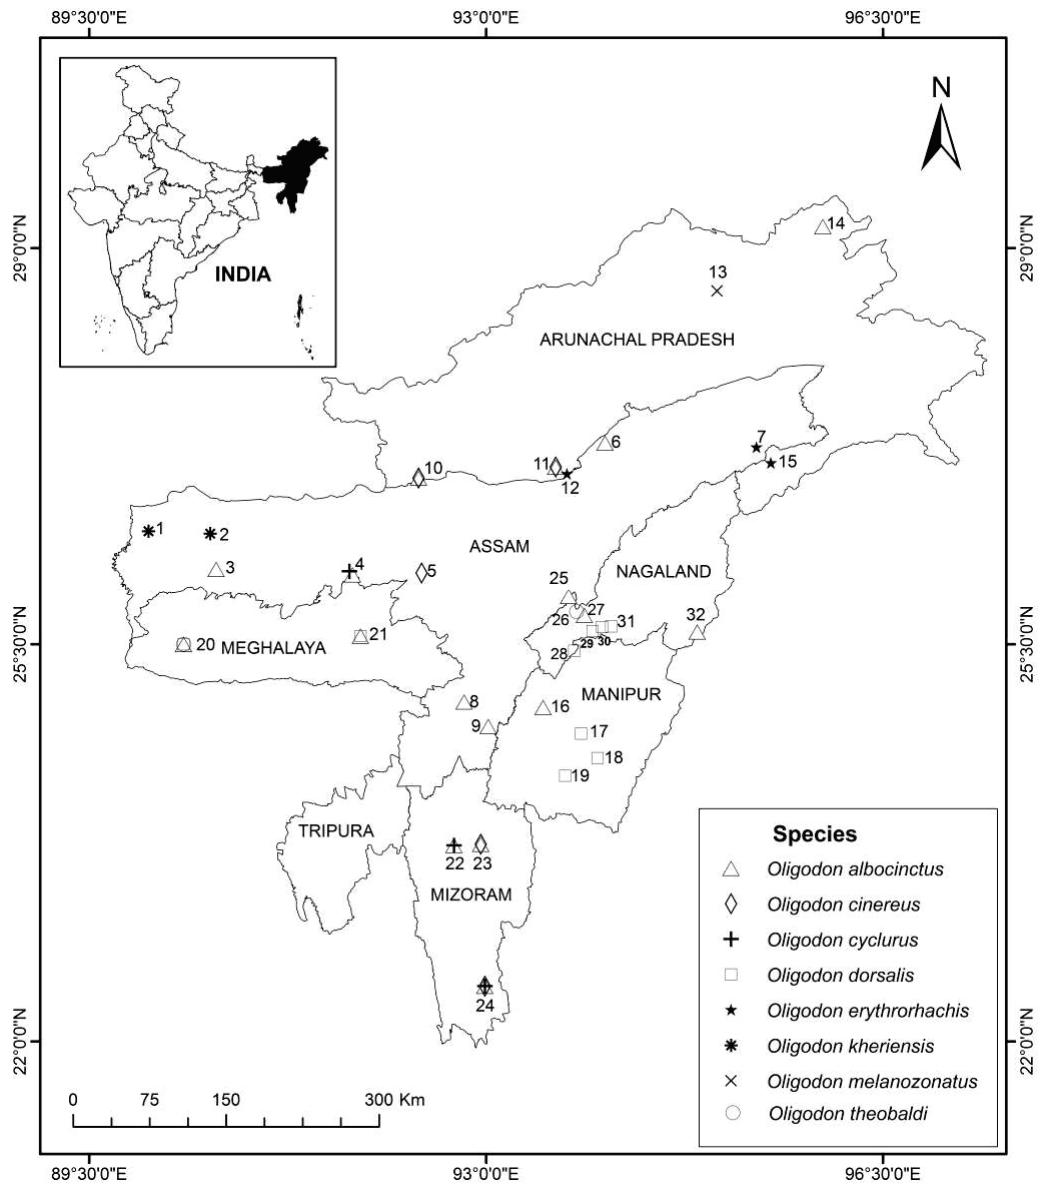 89°30'0"E 93°0'0"E 96°30'0"E
N
INDIA
29°0'0"N 29°0'0"N
14
13
ARUNACHAL PRADESH
6
7
10 11 15
12
1 2
ASSAM
3 4 5
NAGALAND
25
26 27 31 32
20 MEGHALAYA 21
25°30'0"N 25°30'0"N
28 29 30
MANIPUR
8 16
9
17
18
19
TRIPURA
22 23
MIZORAM
24
22°0'0"N 22°0'0"N
Species
Oligodon albocinctus
Oligodon cinereus
Oligodon cyclurus
Oligodon dorsalis
Oligodon erythrorhachis
Oligodon kheriensis
Oligodon melanozonatus
Oligodon theobaldi
0 75 150 300 Km
89°30'0"E 93°0'0"E 96°30'0"E